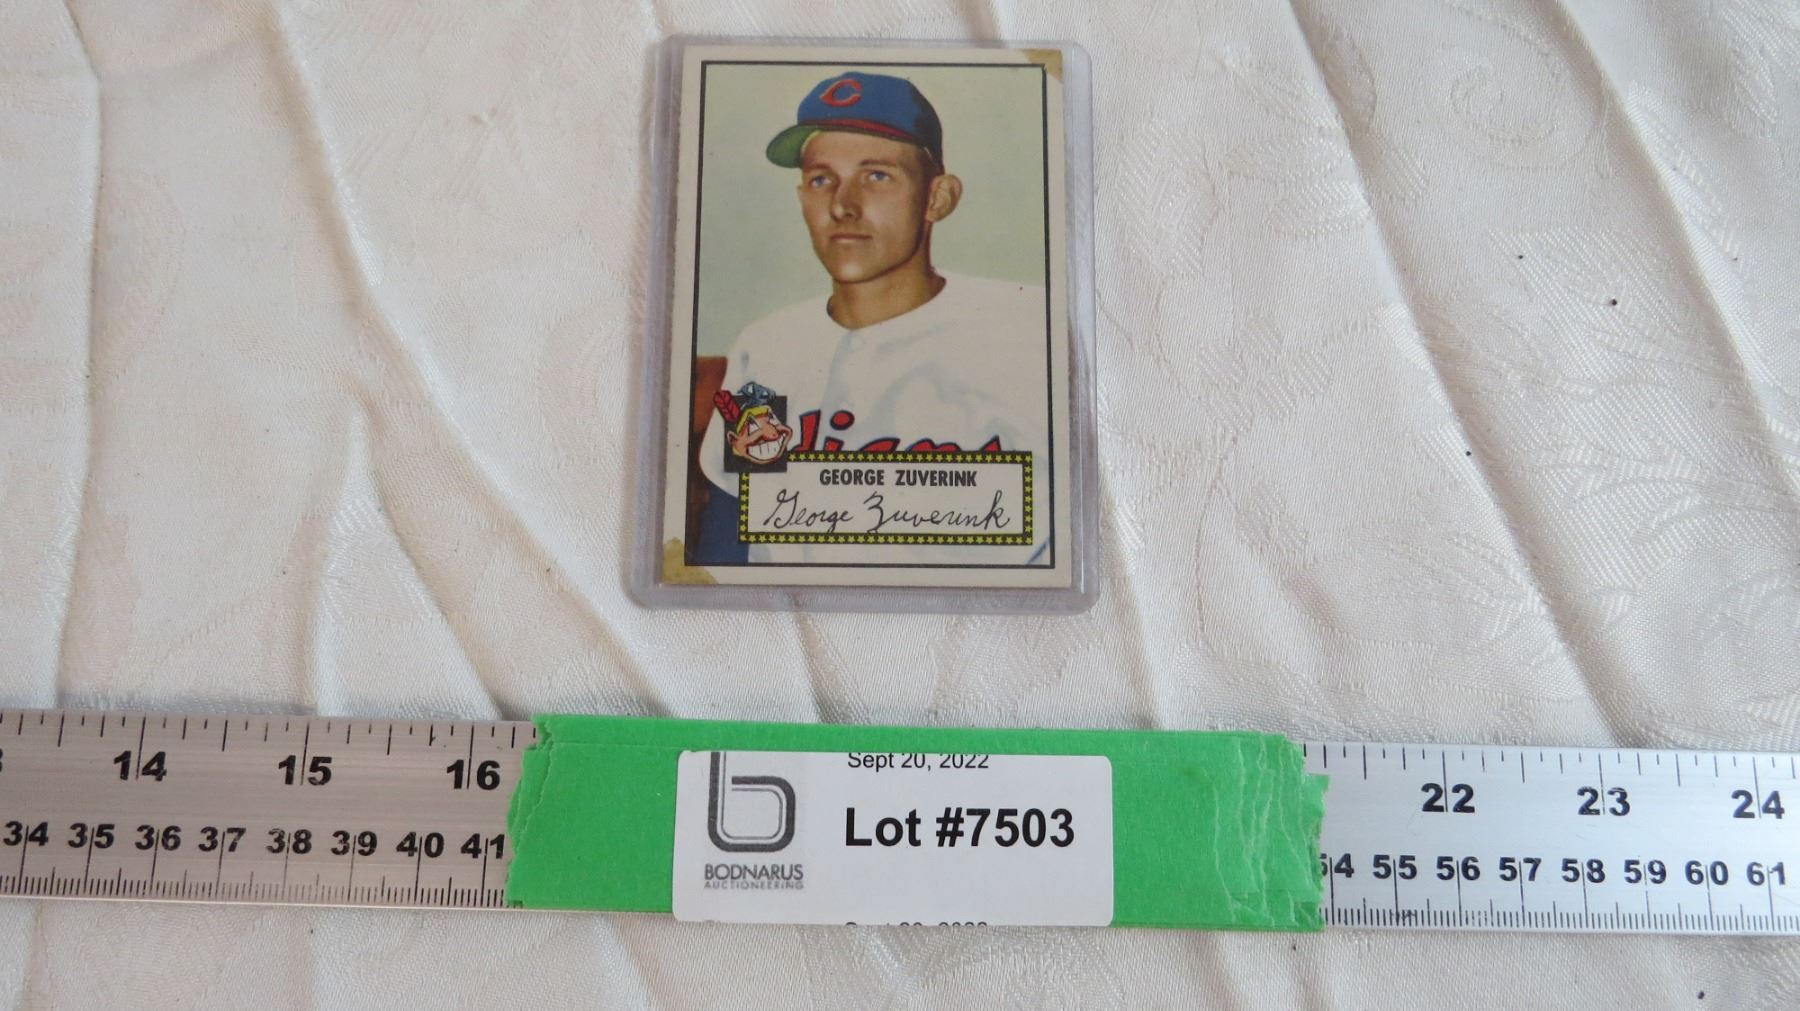 C
dians
GEORGE ZUVERINK
George Zuverink
14 15 16
34 35 36 37 38 39 40 41
Sept 20, 2022
Lot #7503
BODNARUS
AUCTIONEERING
22 23 24
54 55 56 57 58 59 60 61